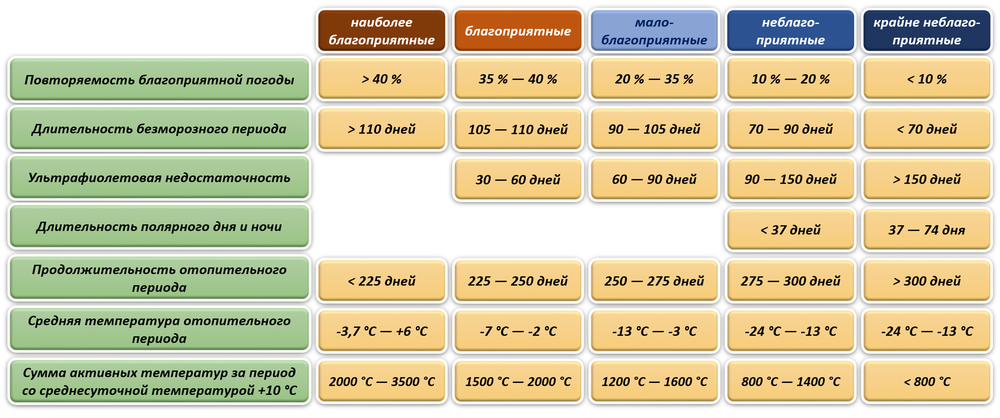 наиболее
благоприятные
благоприятные
мало-
благоприятные
неблаго-
приятные
крайне неблаго-
приятные
Повторяемость благоприятной погоды
> 40 %
35 % — 40 %
20 % — 35 %
10 % — 20 %
< 10 %
Длительность безморозного периода
> 110 дней
105 — 110 дней
90 — 105 дней
70 — 90 дней
< 70 дней
Ультрафиолетовая недостаточность
30 — 60 дней
60 — 90 дней
90 — 150 дней
> 150 дней
Длительность полярного дня и ночи
< 37 дней
37 — 74 дня
Продолжительность отопительного
периода
< 225 дней
225 — 250 дней
250 — 275 дней
275 — 300 дней
> 300 дней
Средняя температура отопительного
периода
-3,7 °C — +6 °C
-7 °C — -2 °C
-13 °C — -3 °C
-24 °C — -13 °C
-24 °C — -13 °C
Сумма активных температур за период
со среднесуточной температурой +10 °C
2000 °C — 3500 °C
1500 °C — 2000 °C
1200 °C — 1600 °C
800 °C — 1400 °C
< 800 °C